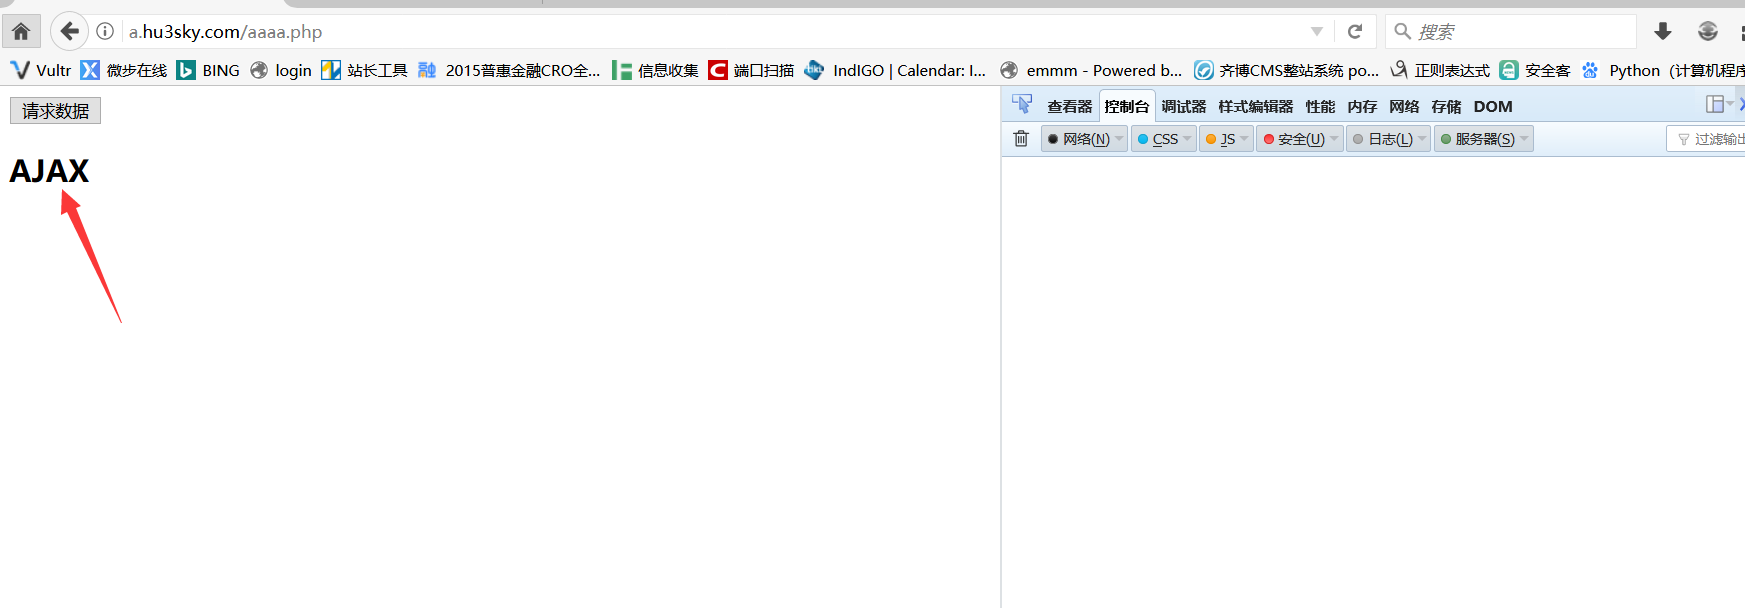 a.hu3sky.com/aaaa.php 搜索
Vultr 微步在线 BING login 站长工具 2015普惠金融CRO全... 信息收集 端口扫描 IndIGO | Calendar: I... emmm - Powered b... 齐博CMS整站系统 po... 正则表达式 安全客 Python（计算机程序
请求数据
AJAX
查看器 控制台 调试器 样式编辑器 性能 内存 网络 存储 DOM
网络(N) CSS JS 安全(U) 日志(L) 服务器(S) 过滤输出